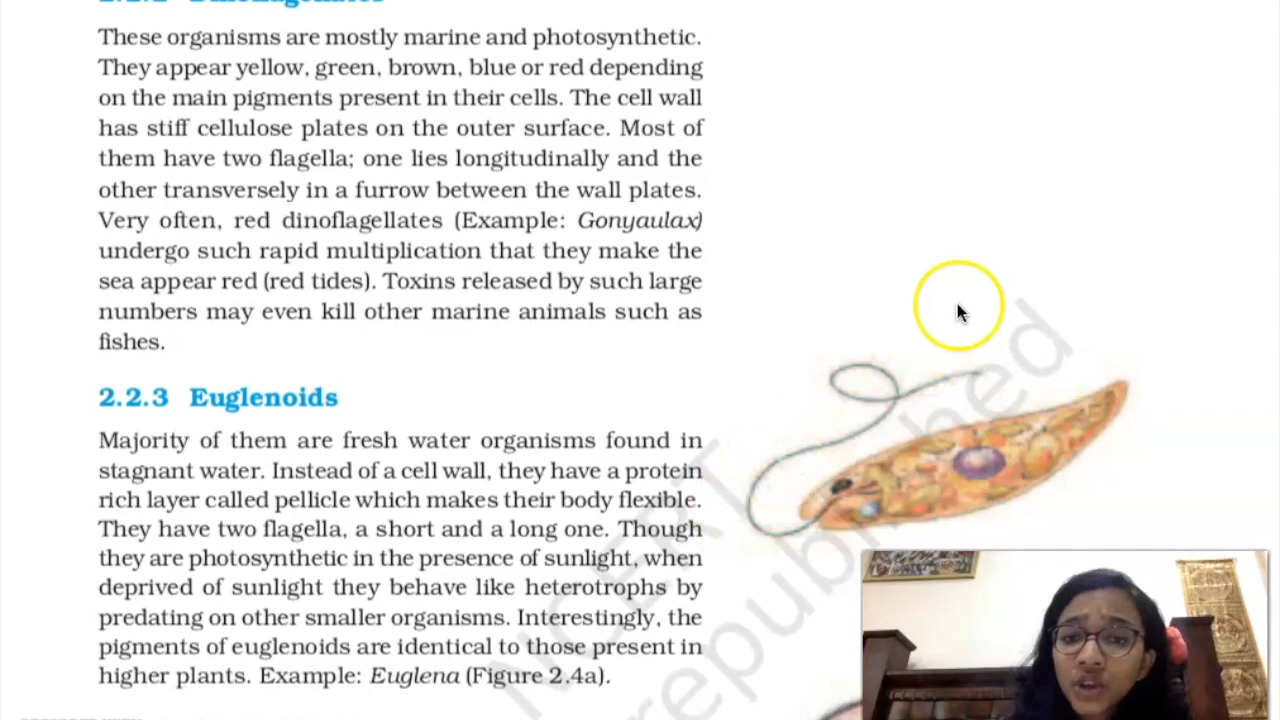 2.2.2 Dinoflagellates
These organisms are mostly marine and photosynthetic.
They appear yellow, green, brown, blue or red depending
on the main pigments present in their cells. The cell wall
has stiff cellulose plates on the outer surface. Most of
them have two flagella; one lies longitudinally and the
other transversely in a furrow between the wall plates.
Very often, red dinoflagellates (Example: Gonyaulax)
undergo such rapid multiplication that they make the
sea appear red (red tides). Toxins released by such large
numbers may even kill other marine animals such as
fishes.
2.2.3 Euglenoids
Majority of them are fresh water organisms found in
stagnant water. Instead of a cell wall, they have a protein
rich layer called pellicle which makes their body flexible.
They have two flagella, a short and a long one. Though
they are photosynthetic in the presence of sunlight, when
deprived of sunlight they behave like heterotrophs by
predating on other smaller organisms. Interestingly, the
pigments of euglenoids are identical to those present in
higher plants. Example: Euglena (Figure 2.4a).
NCERT
republished